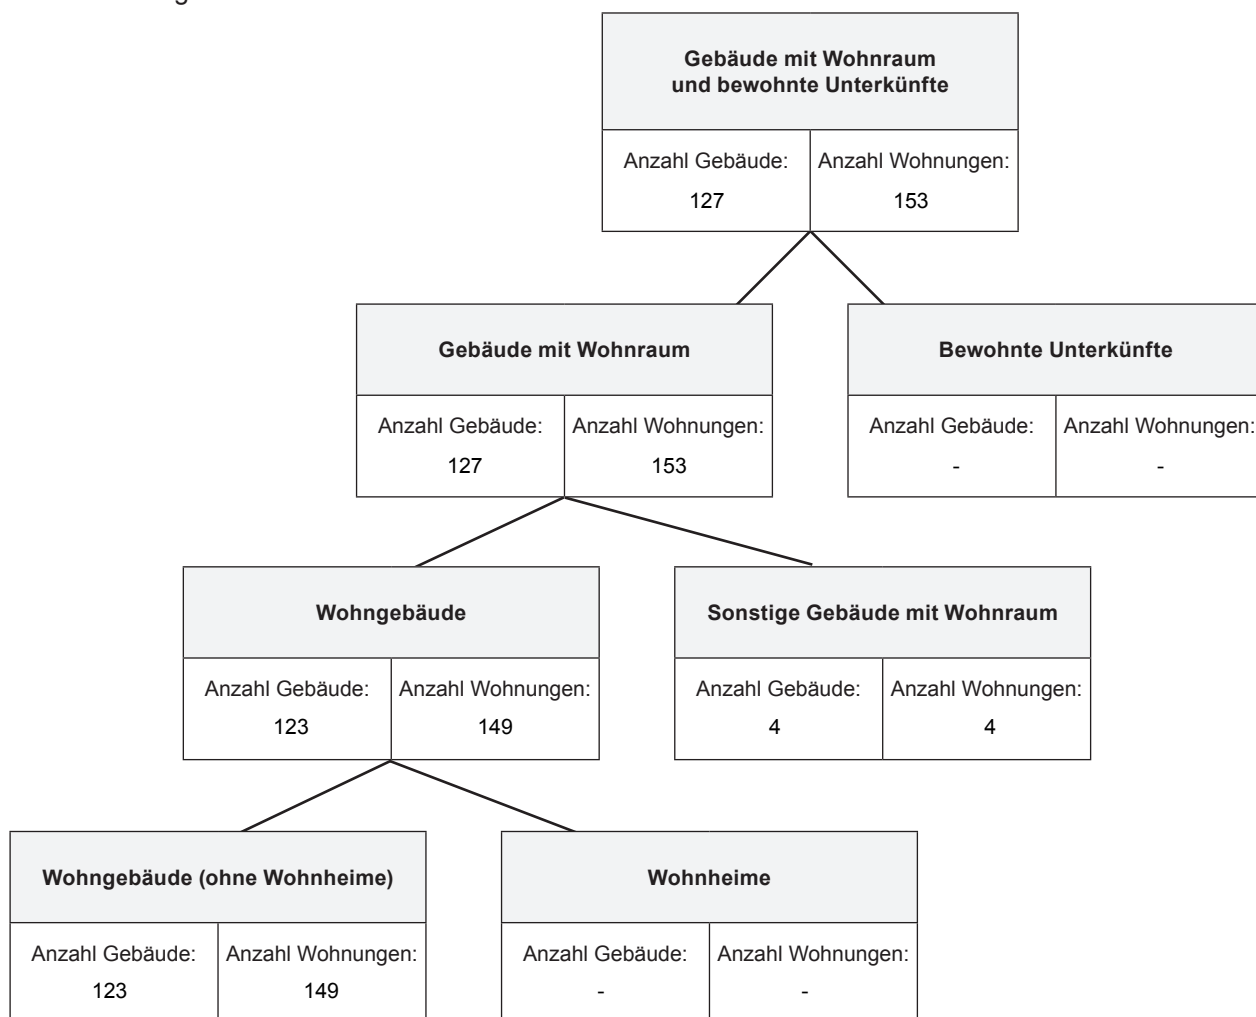 Gebäude mit Wohnraum
und bewohnte Unterkünfte
Anzahl Gebäude: Anzahl Wohnungen:
127 153
Gebäude mit Wohnraum
Anzahl Gebäude: Anzahl Wohnungen:
127 153
Bewohnte Unterkünfte
Anzahl Gebäude: Anzahl Wohnungen:
- -
Wohngebäude
Anzahl Gebäude: Anzahl Wohnungen:
123 149
Sonstige Gebäude mit Wohnraum
Anzahl Gebäude: Anzahl Wohnungen:
4 4
Wohngebäude (ohne Wohnheime)
Anzahl Gebäude: Anzahl Wohnungen:
123 149
Wohnheime
Anzahl Gebäude: Anzahl Wohnungen:
- -